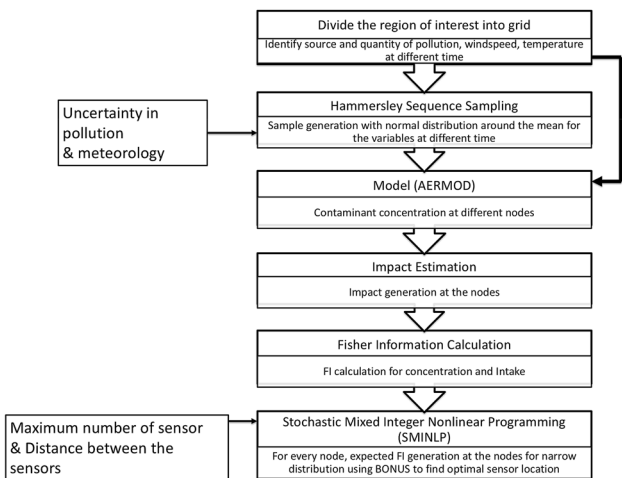 Divide the region of interest into grid
Identify source and quantity of pollution, windspeed, temperature
at different time
Hammersley Sequence Sampling
Sample generation with normal distribution around the mean for
the variables at different time
Uncertainty in
pollution
& meteorology
Model (AERMOD)
Contaminant concentration at different nodes
Impact Estimation
Impact generation at the nodes
Fisher Information Calculation
FI calculation for concentration and Intake
Maximum number of sensor
& Distance between the
sensors
Stochastic Mixed Integer Nonlinear Programming
(SMINLP)
For every node, expected FI generation at the nodes for narrow
distribution using BONUS to find optimal sensor location